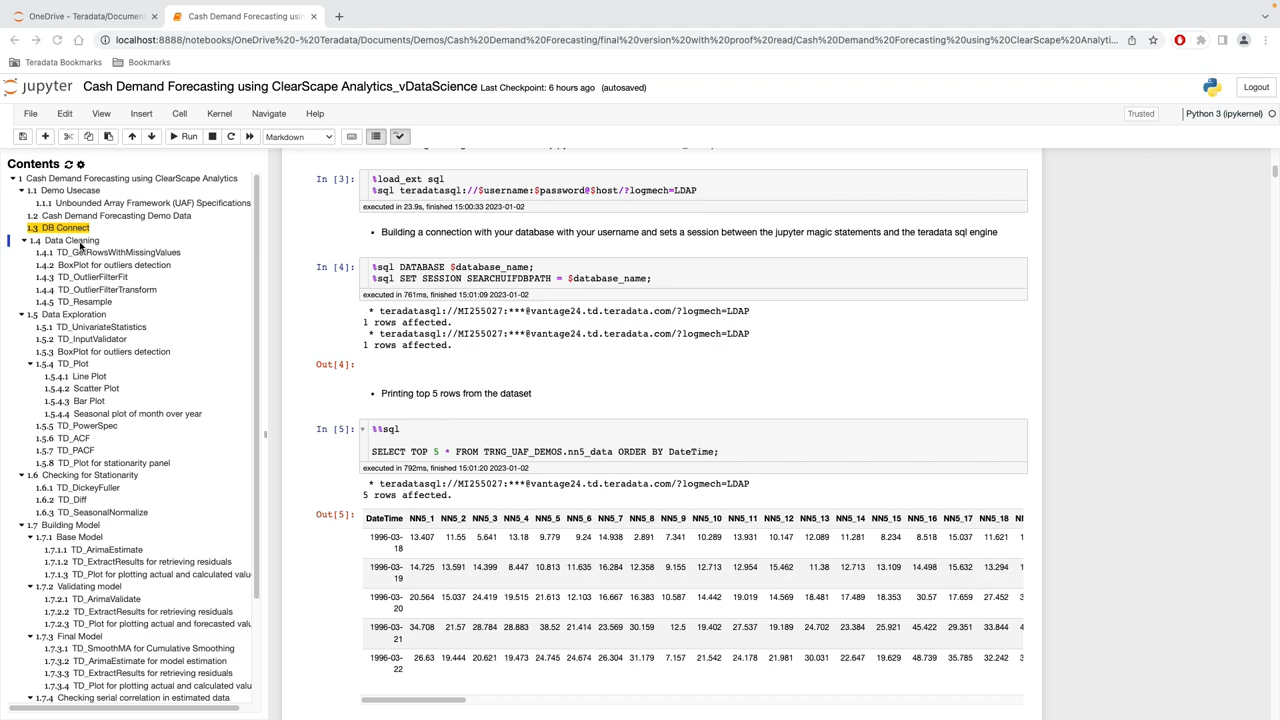 OneDrive - Teradata/Document
Cash Demand Forecasting usin
localhost:8888/notebooks/OneDrive%20-%20Teradata/Documents/Demos/Cash%20Demand%20Forecasting/final%20version%20with%20proof%20read/Cash%20Demand%20Forecasting%20using%20ClearScape%20Analyti...
Teradata Bookmarks
Bookmarks
jupyter Cash Demand Forecasting using ClearScape Analytics_vDataScience Last Checkpoint: 6 hours ago (autosaved)
Logout
File Edit View Insert Cell Kernel Navigate Help
Trusted
Python 3 (ipykernel)
Run
Markdown
Contents
1 Cash Demand Forecasting using ClearScape Analytics
1.1 Demo Usecase
1.1.1 Unbounded Array Framework (UAF) Specifications
1.2 Cash Demand Forecasting Demo Data
1.3 DB Connect
1.4 Data Cleaning
1.4.1 TD_GetRowsWithMissingValues
1.4.2 BoxPlot for outliers detection
1.4.3 TD_OutlierFilterFit
1.4.4 TD_OutlierFilterTransform
1.4.5 TD_Resample
1.5 Data Exploration
1.5.1 TD_UnivariateStatistics
1.5.2 TD_InputValidator
1.5.3 BoxPlot for outliers detection
1.5.4 TD_Plot
1.5.4.1 Line Plot
1.5.4.2 Scatter Plot
1.5.4.3 Bar Plot
1.5.4.4 Seasonal plot of month over year
1.5.5 TD_PowerSpec
1.5.6 TD_ACF
1.5.7 TD_PACF
1.5.8 TD_Plot for stationarity panel
1.6 Checking for Stationarity
1.6.1 TD_DickeyFuller
1.6.2 TD_Diff
1.6.3 TD_SeasonalNormalize
1.7 Building Model
1.7.1 Base Model
1.7.1.1 TD_ArimaEstimate
1.7.1.2 TD_ExtractResults for retrieving residuals
1.7.1.3 TD_Plot for plotting actual and calculated valu
1.7.2 Validating model
1.7.2.1 TD_ArimaValidate
1.7.2.2 TD_ExtractResults for retrieving residuals
1.7.2.3 TD_Plot for plotting actual and forecasted valu
1.7.3 Final Model
1.7.3.1 TD_SmoothMA for Cumulative Smoothing
1.7.3.2 TD_ArimaEstimate for model estimation
1.7.3.3 TD_ExtractResults for retrieving residuals
1.7.3.4 TD_Plot for plotting actual and calculated valu
1.7.4 Checking serial correlation in estimated data
In [3]: %load_ext sql
%sql teradatasql://$username:$password@$host/?logmech=LDAP
executed in 23.9s, finished 15:00:33 2023-01-02
• Building a connection with your database with your username and sets a session between the jupyter magic statements and the teradata sql engine
In [4]: %sql DATABASE $database_name;
%sql SET SESSION SEARCHUIFDBPATH = $database_name;
executed in 761ms, finished 15:01:09 2023-01-02
* teradatasql://MI255027:***@vantage24.td.teradata.com/?logmech=LDAP
1 rows affected.
* teradatasql://MI255027:***@vantage24.td.teradata.com/?logmech=LDAP
1 rows affected.
Out[4]:
• Printing top 5 rows from the dataset
In [5]: %%sql
SELECT TOP 5 * FROM TRNG_UAF_DEMOS.nn5_data ORDER BY DateTime;
executed in 792ms, finished 15:01:20 2023-01-02
* teradatasql://MI255027:***@vantage24.td.teradata.com/?logmech=LDAP
5 rows affected.
Out[5]: DateTime NN5_1 NN5_2 NN5_3 NN5_4 NN5_5 NN5_6 NN5_7 NN5_8 NN5_9 NN5_10 NN5_11 NN5_12 NN5_13 NN5_14 NN5_15 NN5_16 NN5_17 NN5_18
1996-03-18 13.407 11.55 5.641 13.18 9.779 9.24 14.938 2.891 7.341 10.289 13.931 10.147 12.089 11.281 8.234 8.518 15.037 11.621
1996-03-19 14.725 13.591 14.399 8.447 10.813 11.635 16.284 12.358 9.155 12.713 12.954 15.462 11.38 12.713 13.109 14.498 15.632 13.294
1996-03-20 20.564 15.037 24.419 19.515 21.613 12.103 16.667 16.383 10.587 14.442 19.019 14.569 18.481 17.489 18.353 30.57 17.659 27.452
1996-03-21 34.708 21.57 28.784 28.883 38.52 21.414 23.569 30.159 12.5 19.402 27.537 19.189 24.702 23.384 25.921 45.422 29.351 33.844
1996-03-22 26.63 19.444 20.621 19.473 24.745 24.674 26.304 31.179 7.157 21.542 24.178 21.981 30.031 22.647 19.629 48.739 35.785 32.242